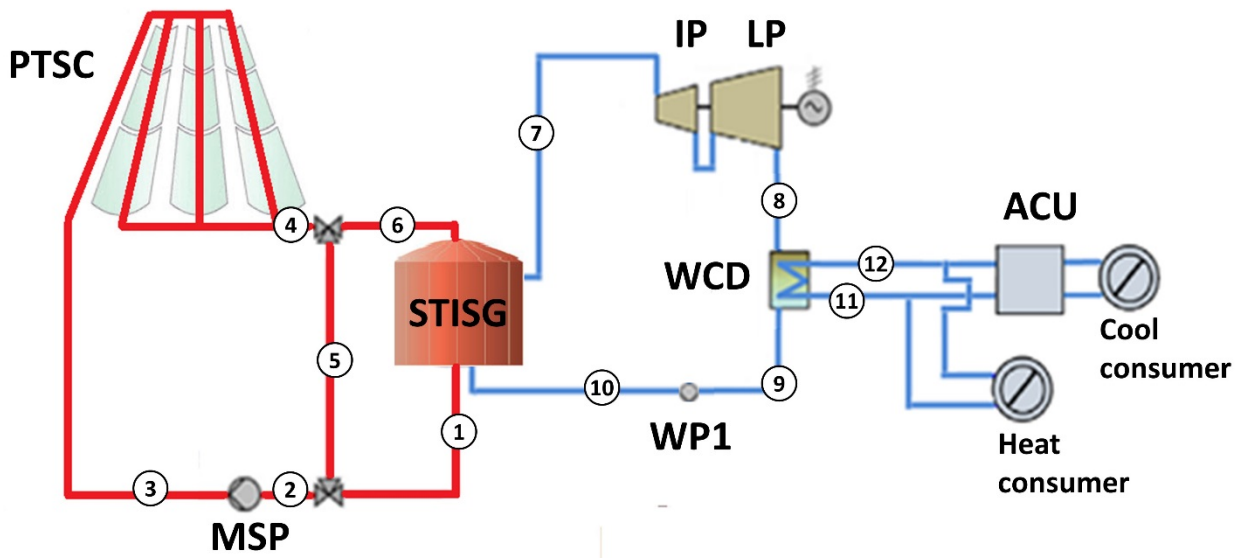 IP LP
PTSC
7
4
6
8
ACU
12
WCD
11
STISG
5
Cool
consumer
9
10
1
WP1
Heat
consumer
3
2
MSP